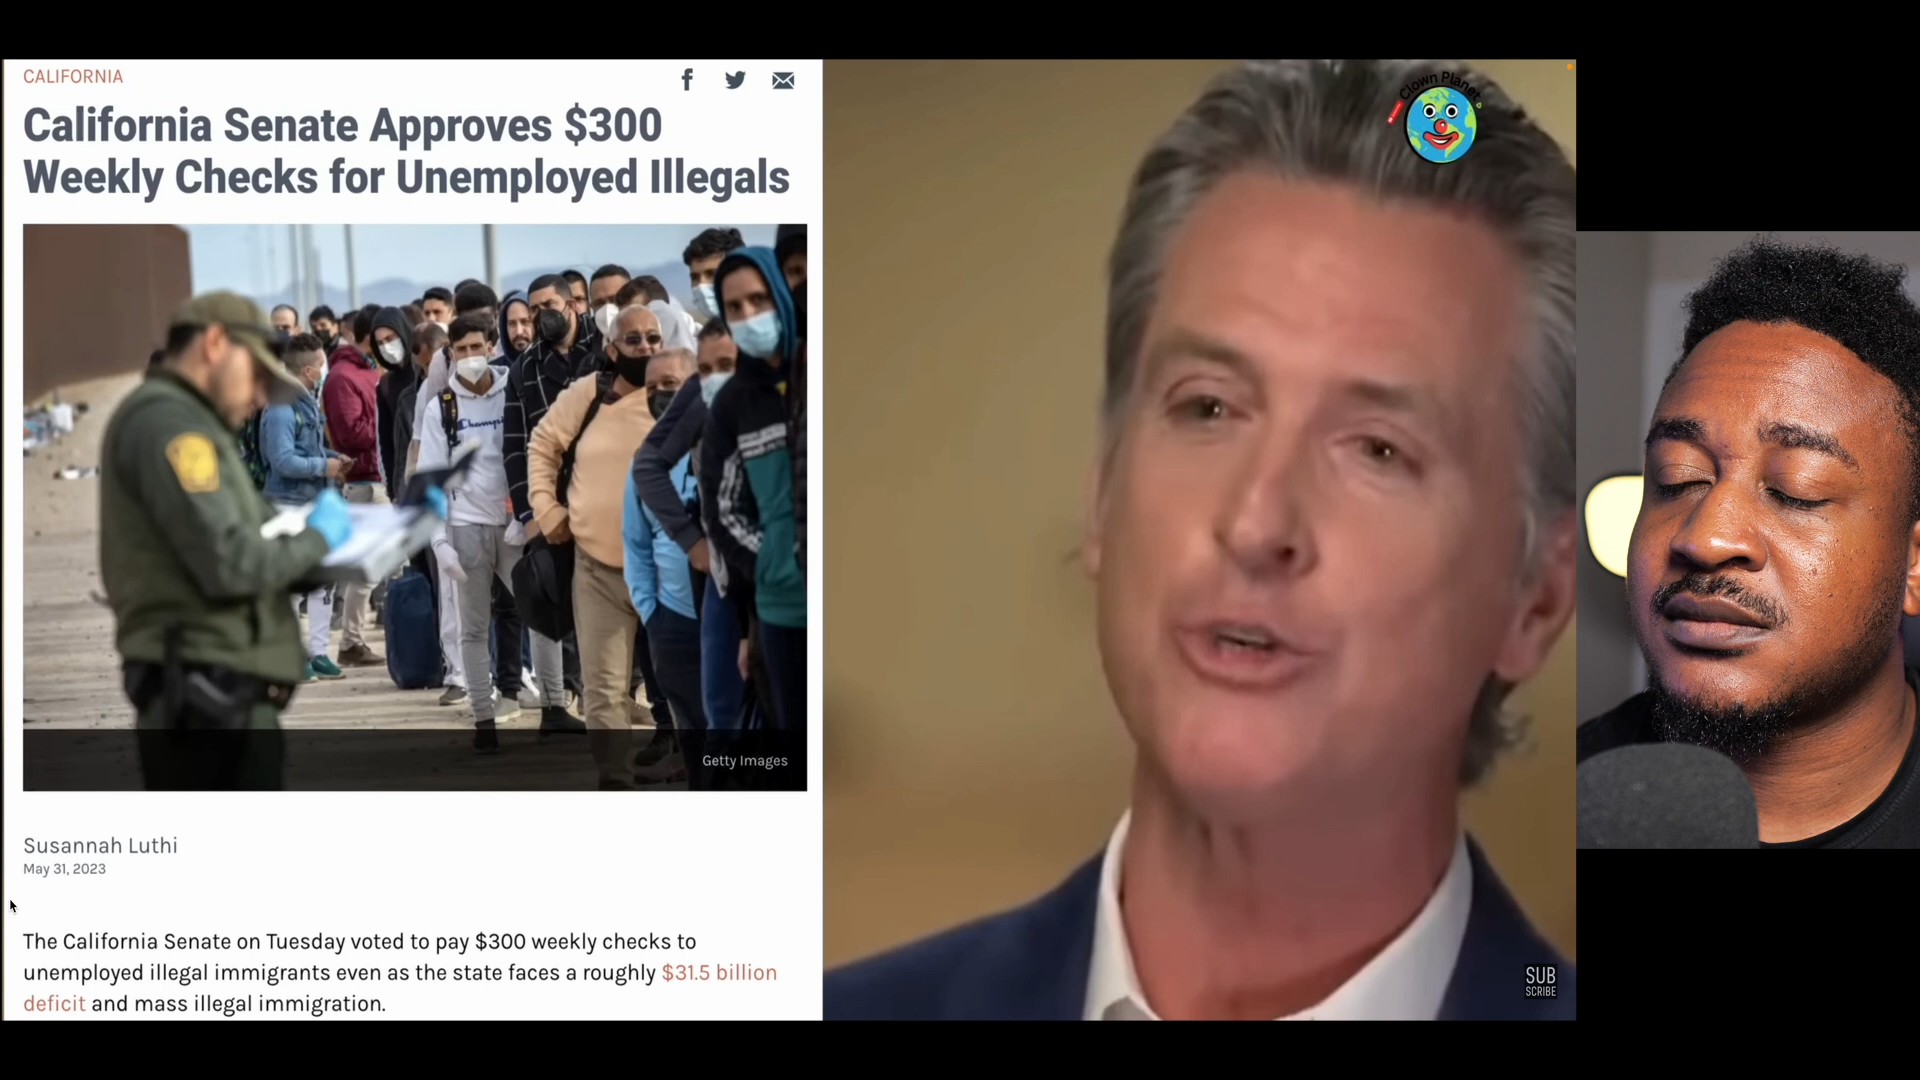 CALIFORNIA
California Senate Approves $300
Weekly Checks for Unemployed Illegals
Champi
Getty Images
Susannah Luthi
May 31, 2023
The California Senate on Tuesday voted to pay $300 weekly checks to
unemployed illegal immigrants even as the state faces a roughly $31.5 billion
deficit and mass illegal immigration.
Clown Planet
SUB
SCRIBE